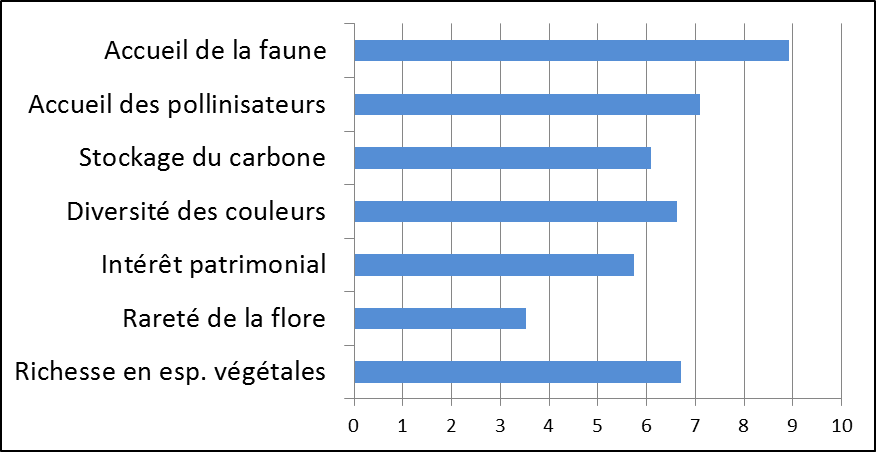 Accueil de la faune
Accueil des pollinisateurs
Stockage du carbone
Diversité des couleurs
Intérêt patrimonial
Rareté de la flore
Richesse en esp. végétales
0 1 2 3 4 5 6 7 8 9 10